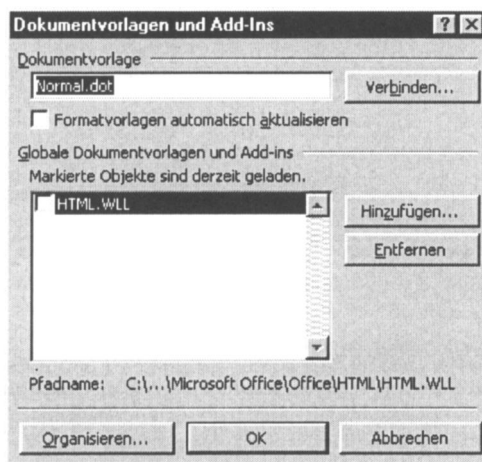 Dokumentvorlagen und Add-Ins
Dokumentvorlage
Normal.dot
Verbinden...
Formatvorlagen automatisch aktualisieren
Globale Dokumentvorlagen und Add-ins
Markierte Objekte sind derzeit geladen.
HTML.WLL
Hinzufügen...
Entfernen
Pfadname: C:\...\Microsoft Office\Office\HTML\HTML.WLL
Organisieren... OK Abbrechen